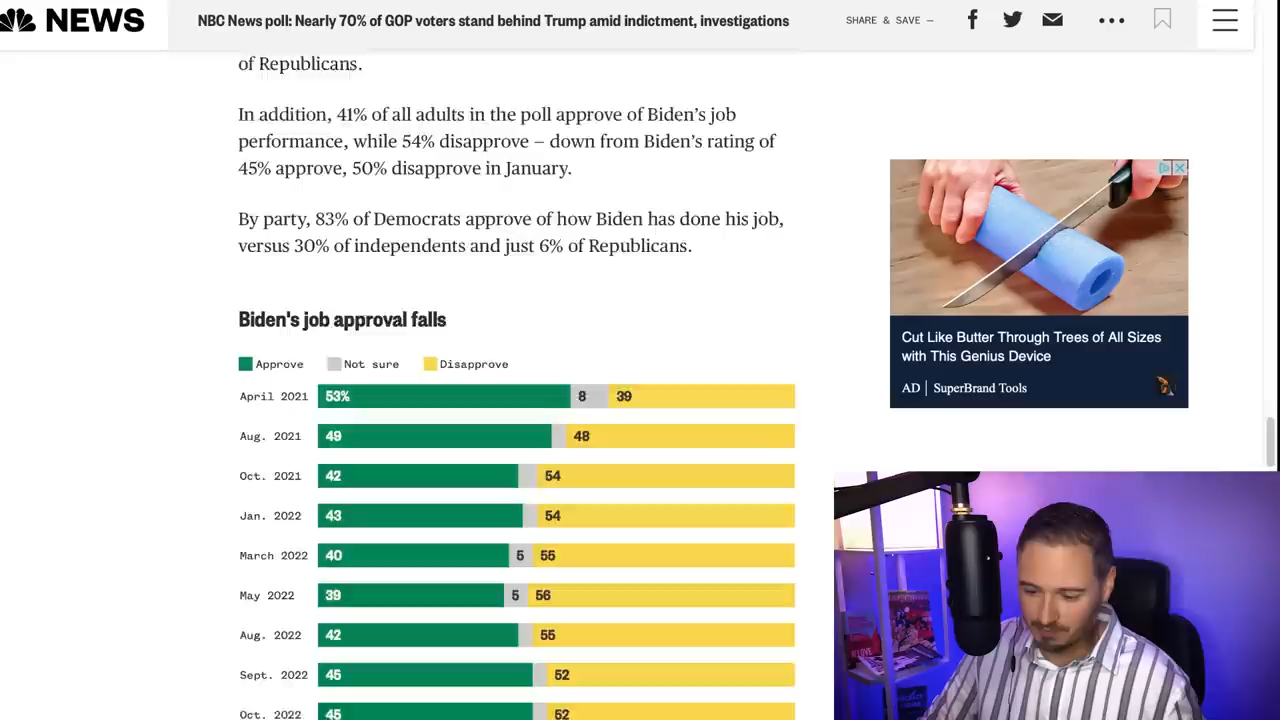 NEWS
NBC News poll: Nearly 70% of GOP voters stand behind Trump amid indictment, investigations
SHARE & SAVE —
of Republicans.
In addition, 41% of all adults in the poll approve of Biden’s job
performance, while 54% disapprove — down from Biden’s rating of
45% approve, 50% disapprove in January.
By party, 83% of Democrats approve of how Biden has done his job,
versus 30% of independents and just 6% of Republicans.
Biden's job approval falls
Approve Not sure Disapprove
April 2021 53% 8 39
Aug. 2021 49 48
Oct. 2021 42 54
Jan. 2022 43 54
March 2022 40 5 55
May 2022 39 5 56
Aug. 2022 42 55
Sept. 2022 45 52
Oct. 2022 45 52
Cut Like Butter Through Trees of All Sizes
with This Genius Device
AD | SuperBrand Tools